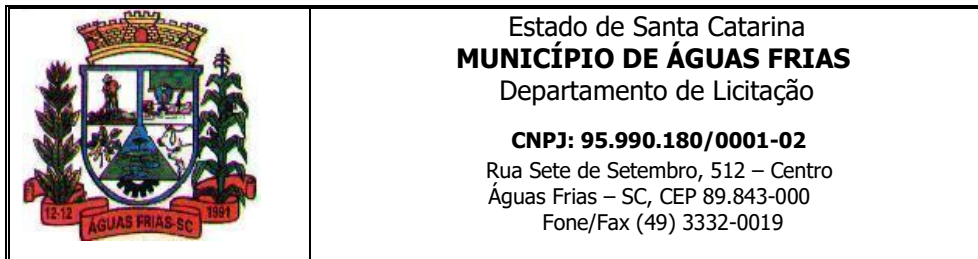 Estado de Santa Catarina
MUNICÍPIO DE ÁGUAS FRIAS
Departamento de Licitação
CNPJ: 95.990.180/0001-02
Rua Sete de Setembro, 512 – Centro
Águas Frias – SC, CEP 89.843-000
Fone/Fax (49) 3332-0019
12-12
ÁGUAS FRIAS-SC
1991